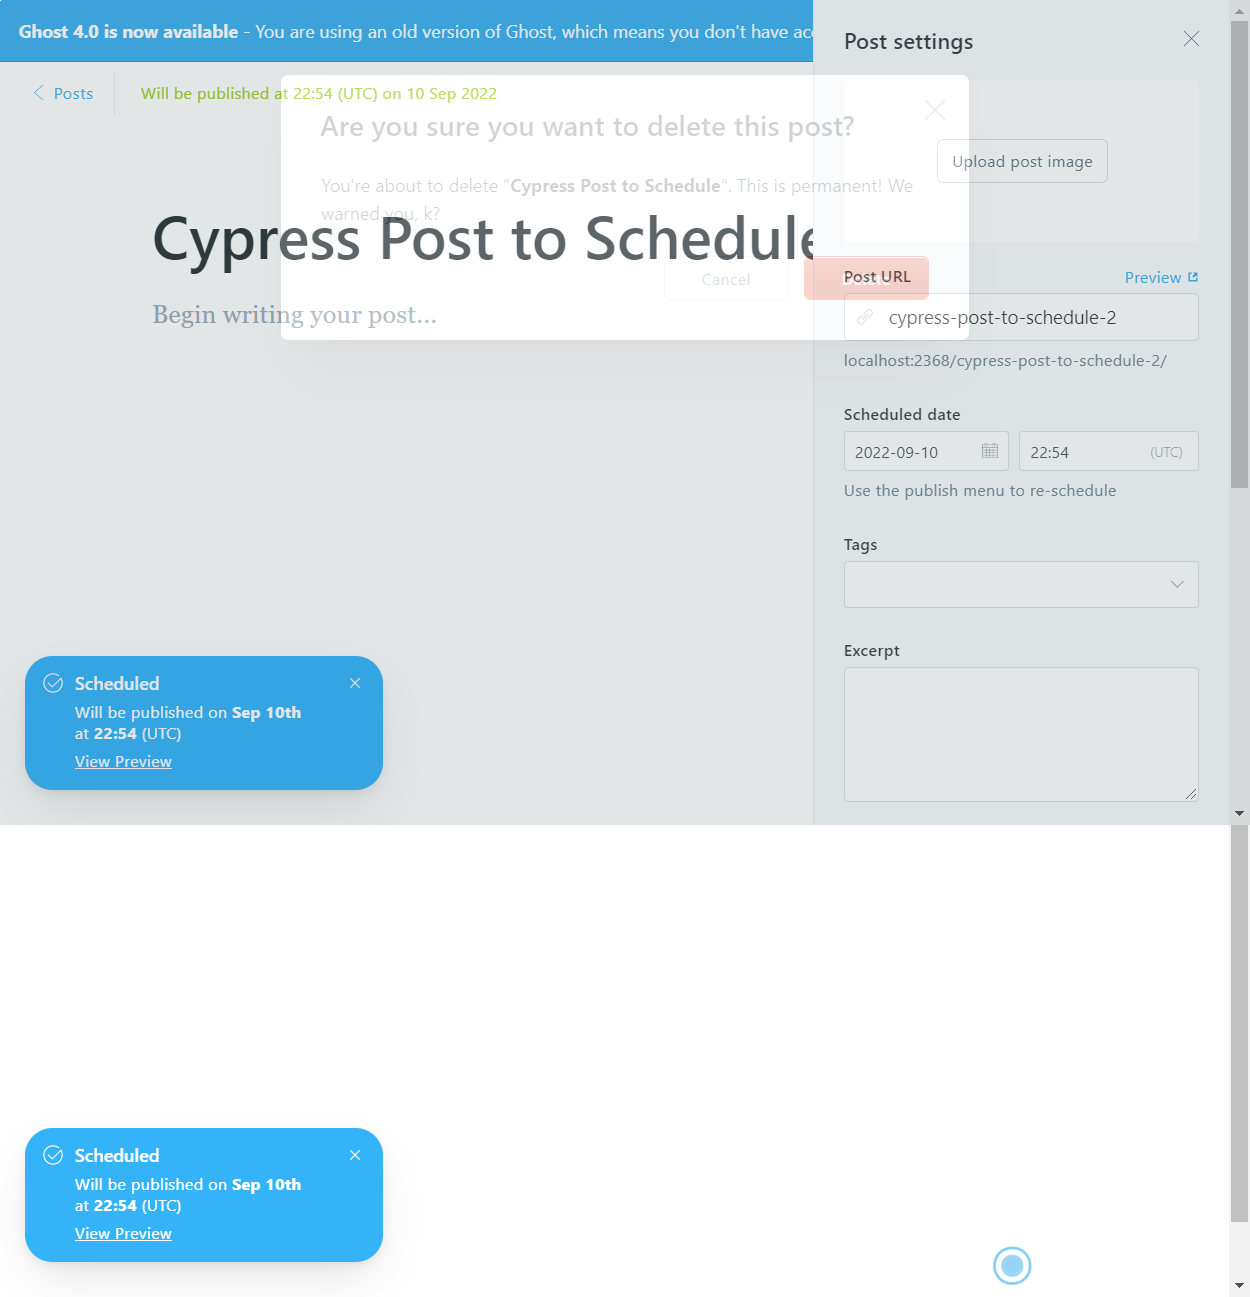 Ghost 4.0 is now available - You are using an old version of Ghost, which means you don't have acc
Post settings
Posts
Will be published at 22:54 (UTC) on 10 Sep 2022
Are you sure you want to delete this post?
Upload post image
You're about to delete "Cypress Post to Schedule". This is permanent! We
warned you, k?
Cypress Post to Schedule
Cancel
Post URL
Preview
Begin writing your post...
cypress-post-to-schedule-2
localhost:2368/cypress-post-to-schedule-2/
Scheduled date
2022-09-10
22:54
(UTC)
Use the publish menu to re-schedule
Tags
Excerpt
Scheduled
Will be published on Sep 10th
at 22:54 (UTC)
View Preview
Scheduled
Will be published on Sep 10th
at 22:54 (UTC)
View Preview